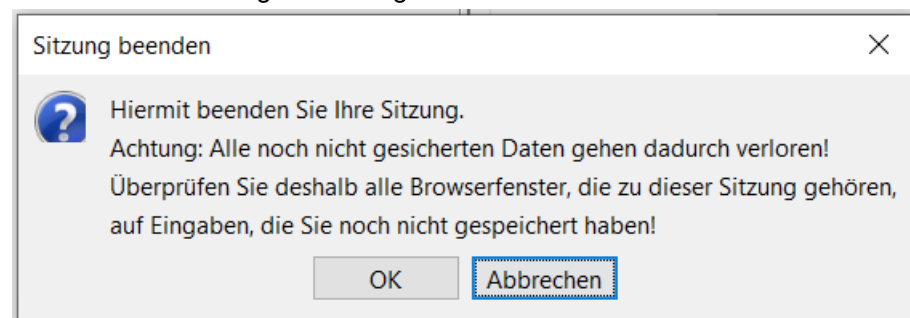 Sitzung beenden
Hiermit beenden Sie Ihre Sitzung.
Achtung: Alle noch nicht gesicherten Daten gehen dadurch verloren!
Überprüfen Sie deshalb alle Browserfenster, die zu dieser Sitzung gehören,
auf Eingaben, die Sie noch nicht gespeichert haben!
OK Abbrechen